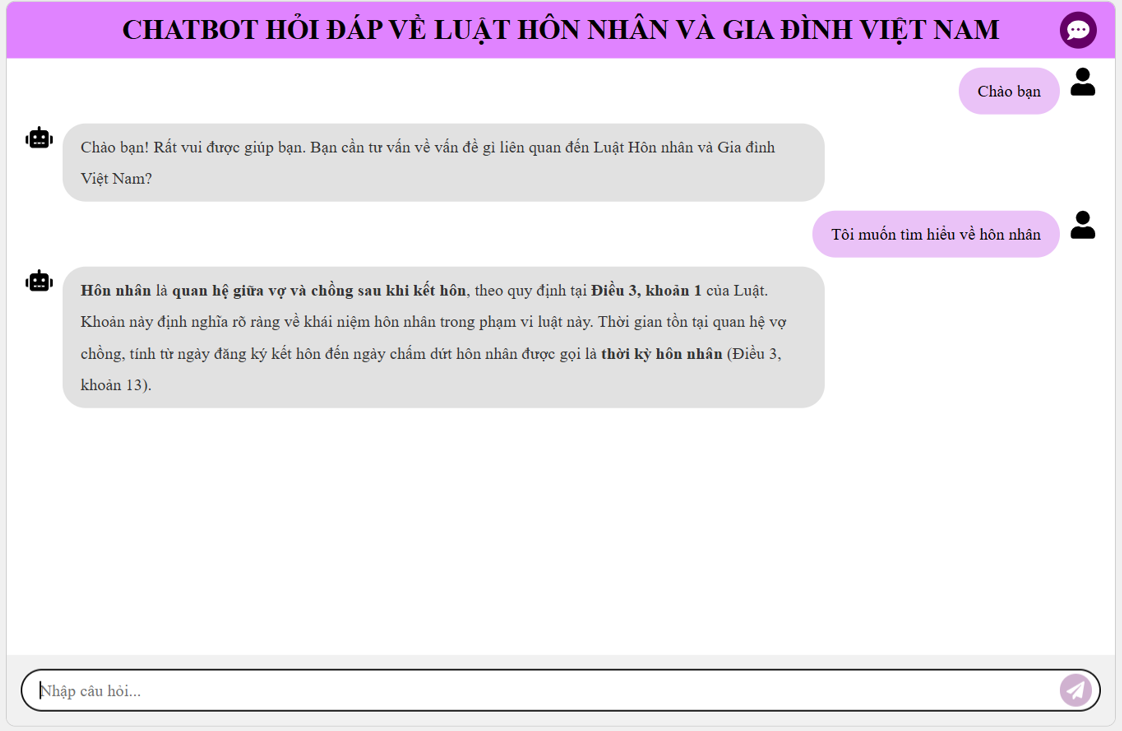 CHATBOT HỎI ĐÁP VỀ LUẬT HÔN NHÂN VÀ GIA ĐÌNH VIỆT NAM
Chào bạn
Chào bạn! Rất vui được giúp bạn. Bạn cần tư vấn về vấn đề gì liên quan đến Luật Hôn nhân và Gia đình
Việt Nam?
Tôi muốn tìm hiểu về hôn nhân
Hôn nhân là quan hệ giữa vợ và chồng sau khi kết hôn, theo quy định tại Điều 3, khoản 1 của Luật.
Khoản này định nghĩa rõ ràng về khái niệm hôn nhân trong phạm vi luật này. Thời gian tồn tại quan hệ vợ
chồng, tính từ ngày đăng ký kết hôn đến ngày chấm dứt hôn nhân được gọi là thời kỳ hôn nhân (Điều 3,
khoản 13).
Nhập câu hỏi...